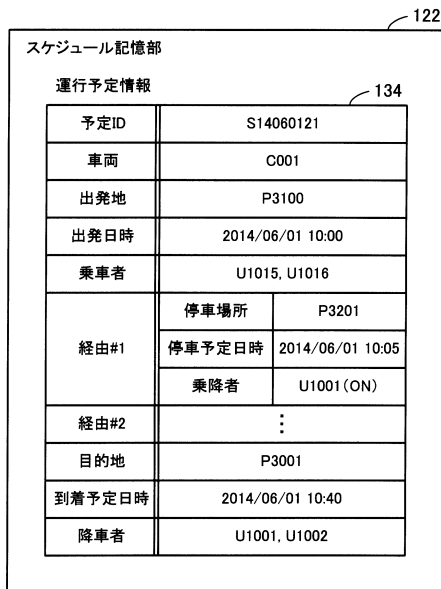 122
スケジュール記憶部
運行予定情報
134
予定ID S14060121
車両 C001
出発地 P3100
出発日時 2014/06/01 10:00
乗車者 U1015, U1016
経由#1 停車場所 P3201
停車予定日時 2014/06/01 10:05
乗降者 U1001(ON)
経由#2 ⋮
目的地 P3001
到着予定日時 2014/06/01 10:40
降車者 U1001, U1002